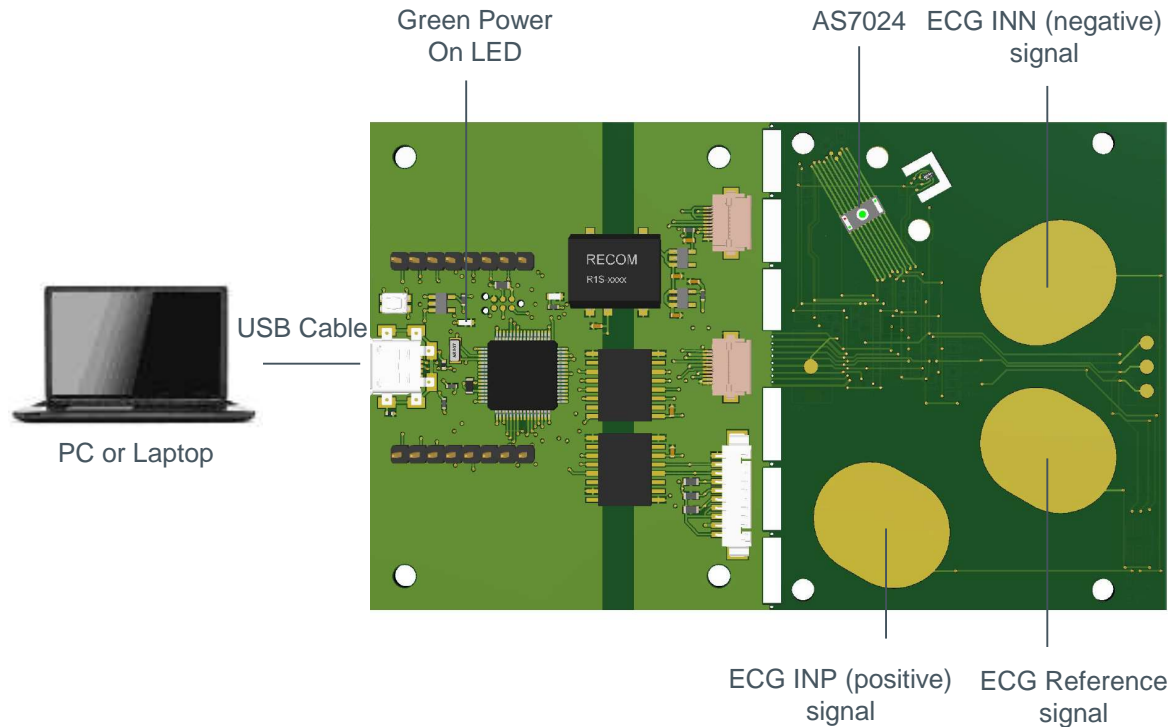 Green Power
On LED
AS7024
ECG INN (negative)
signal
RECOM
R1S-xxxx
USB Cable
PC or Laptop
ECG INP (positive)
signal
ECG Reference
signal